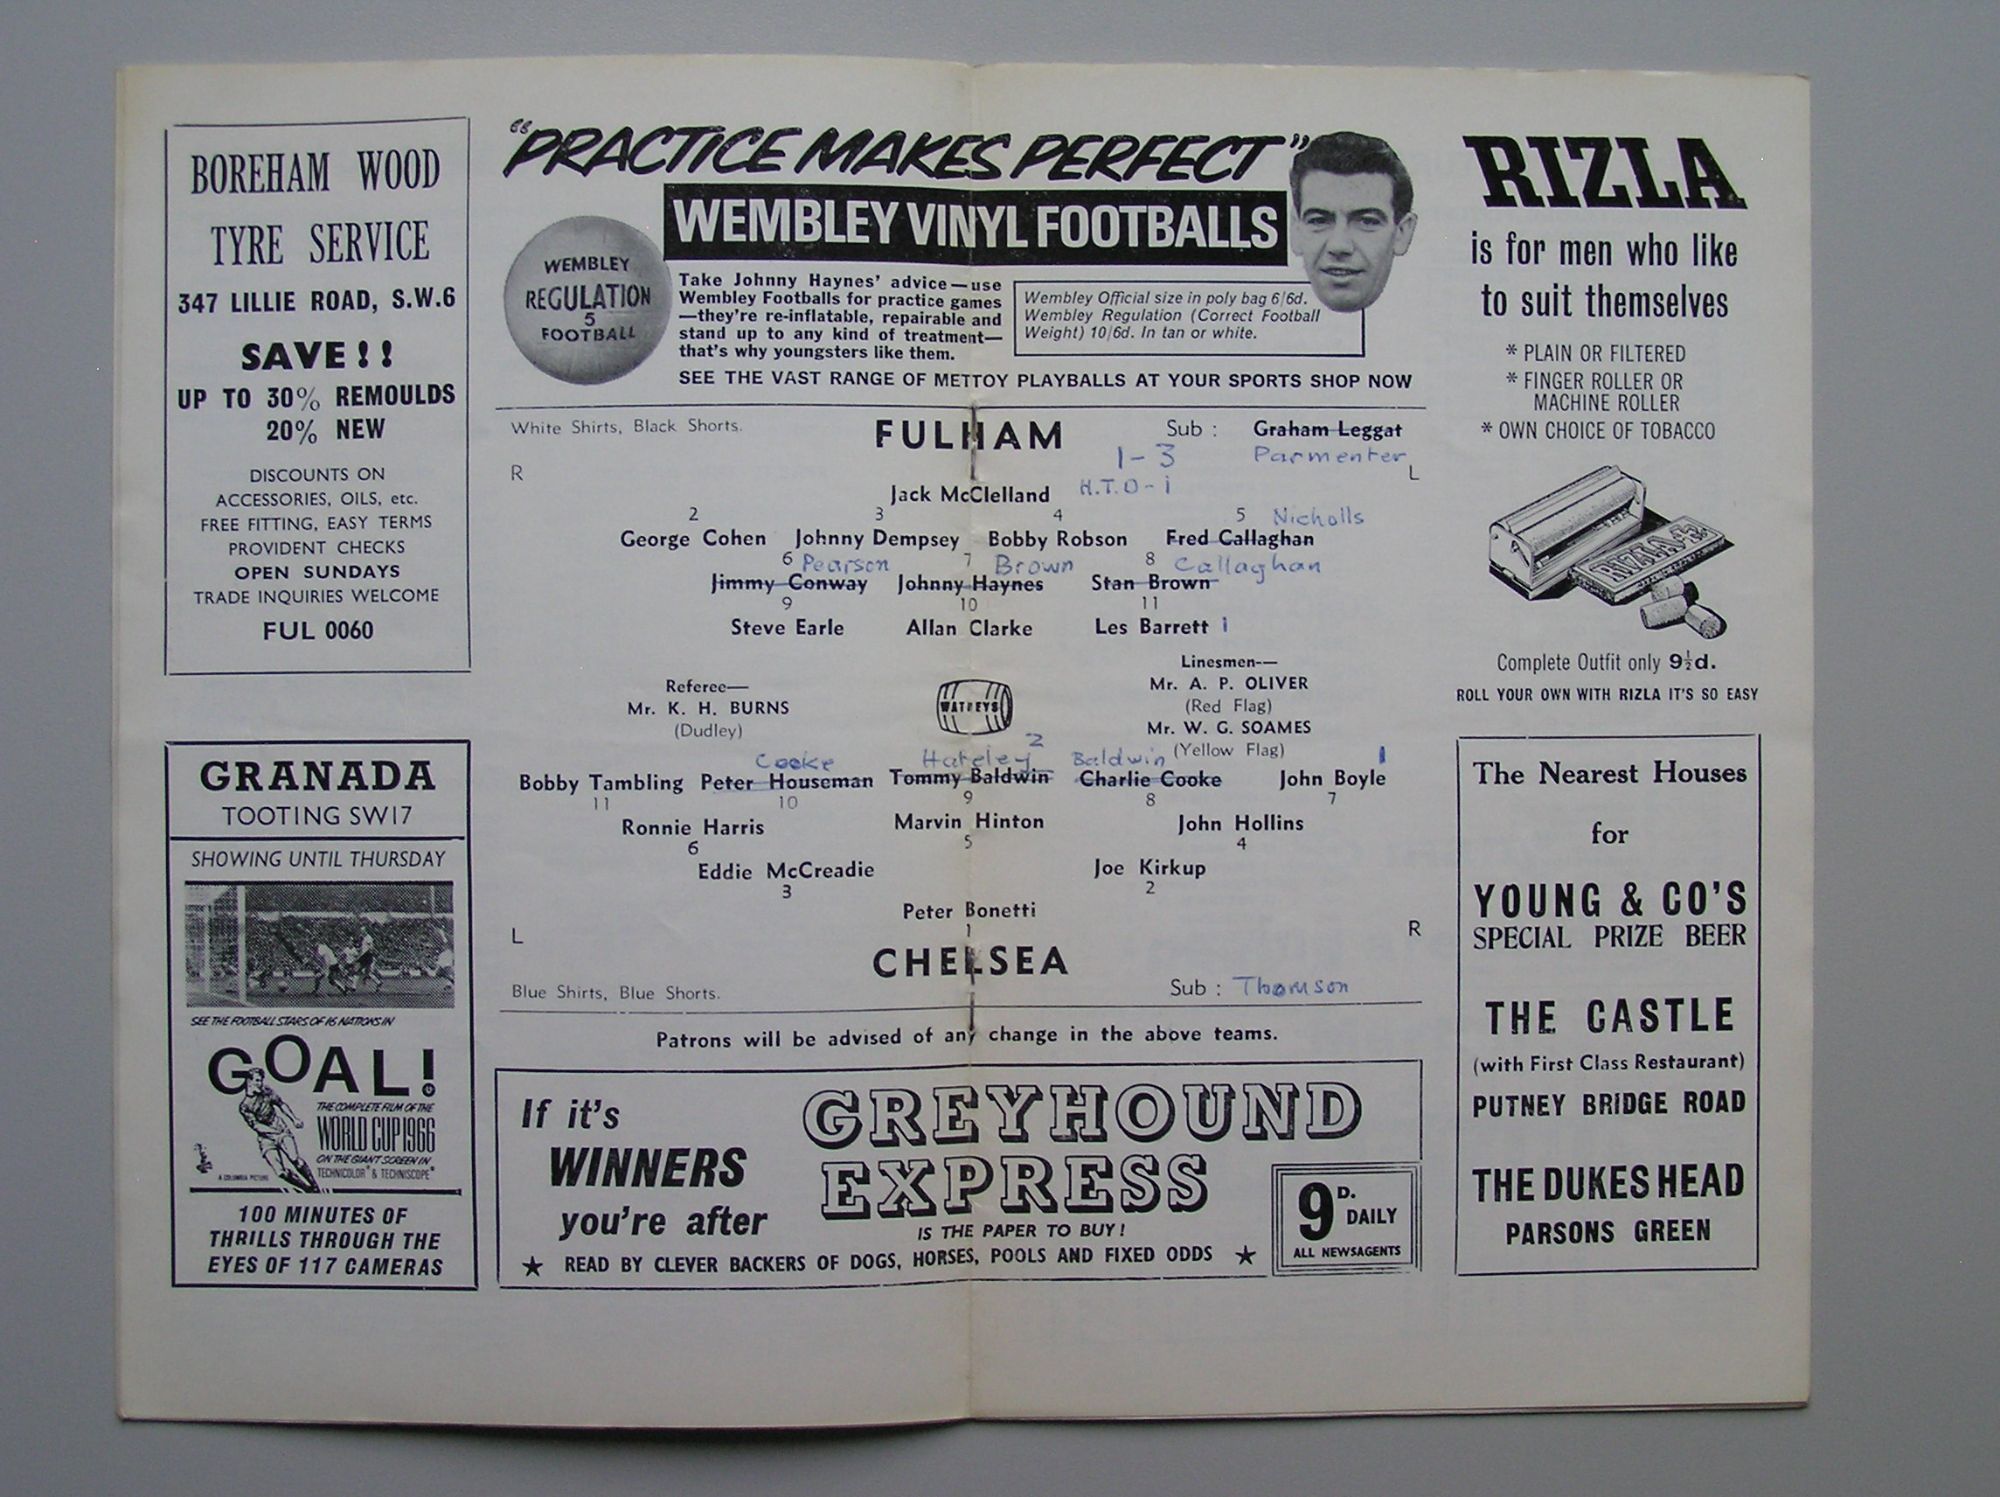 BOREHAM WOOD
TYRE SERVICE
347 LILLIE ROAD, S.W.6
SAVE!!
UP TO 30% REMOULDS
20% NEW
DISCOUNTS ON
ACCESSORIES, OILS, etc.
FREE FITTING, EASY TERMS
PROVIDENT CHECKS
OPEN SUNDAYS
TRADE INQUIRIES WELCOME
FUL 0060
GRANADA
TOOTING SW17
SHOWING UNTIL THURSDAY
SEE THE FOOTBALL STARS OF 16 NATIONS IN
GOAL!
THE COMPLETE FILM OF THE
WORLD CUP 1966
ON THE GIANT SCREEN IN
TECHNICOLOR® & TECHNISCOPE®
A COLUMBIA PICTURE
100 MINUTES OF
THRILLS THROUGH THE
EYES OF 117 CAMERAS
"PRACTICE MAKES PERFECT"
WEMBLEY VINYL FOOTBALLS
WEMBLEY
REGULATION
5
FOOTBALL
Take Johnny Haynes' advice—use
Wembley Footballs for practice games
—they're re-inflatable, repairable and
stand up to any kind of treatment—
that's why youngsters like them.
Wembley Official size in poly bag 6/6d.
Wembley Regulation (Correct Football
Weight) 10/6d. In tan or white.
SEE THE VAST RANGE OF METTOY PLAYBALLS AT YOUR SPORTS SHOP NOW
White Shirts, Black Shorts. FULHAM Sub : Graham Leggat
1-3 Parmenter
R L
Jack McClelland H.T. 0-1
2 3 4 5 Nicholls
George Cohen Johnny Dempsey Bobby Robson Fred Callaghan
6 Pearson 7 Brown 8 Callaghan
Jimmy Conway Johnny Haynes Stan Brown
9 10 11
Steve Earle Allan Clarke Les Barrett 1
Referee—
Mr. K. H. BURNS
(Dudley)
WATNEYS
Linesmen—
Mr. A. P. OLIVER
(Red Flag)
Mr. W. G. SOAMES
(Yellow Flag)
Cooke Hateley 2 Baldwin 1
Bobby Tambling Peter Houseman Tommy Baldwin Charlie Cooke John Boyle
11 10 9 8 7
Ronnie Harris Marvin Hinton John Hollins
6 5 4
Eddie McCreadie Joe Kirkup
3 2
Peter Bonetti
1
L R
CHELSEA
Blue Shirts, Blue Shorts. Sub : Thomson
Patrons will be advised of any change in the above teams.
If it's
WINNERS
you're after
GREYHOUND
EXPRESS
IS THE PAPER TO BUY!
★ READ BY CLEVER BACKERS OF DOGS, HORSES, POOLS AND FIXED ODDS ★
9D. DAILY
ALL NEWSAGENTS
RIZLA
is for men who like
to suit themselves
* PLAIN OR FILTERED
* FINGER ROLLER OR
MACHINE ROLLER
* OWN CHOICE OF TOBACCO
RIZLA
Complete Outfit only 9½d.
ROLL YOUR OWN WITH RIZLA IT'S SO EASY
The Nearest Houses
for
YOUNG & CO'S
SPECIAL PRIZE BEER
THE CASTLE
(with First Class Restaurant)
PUTNEY BRIDGE ROAD
THE DUKES HEAD
PARSONS GREEN